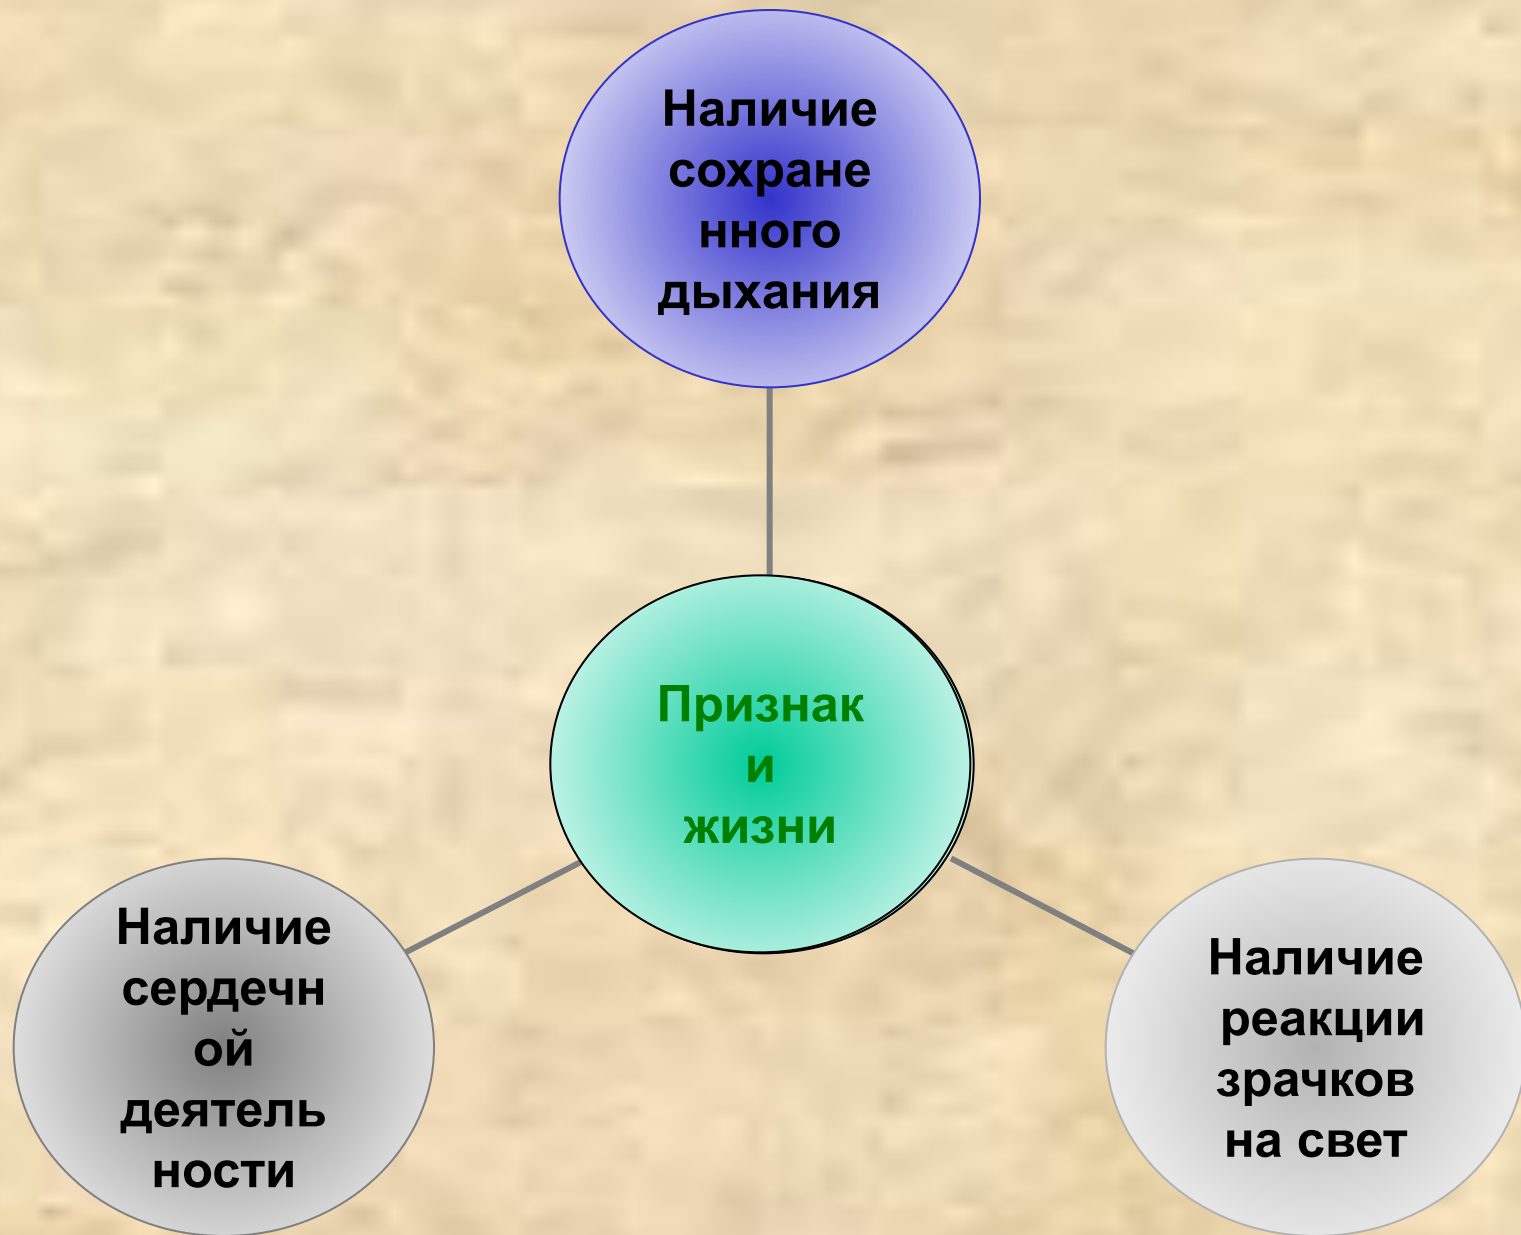 Наличие
сохране
нного
дыхания
Признак
и
жизни
Наличие
сердечн
ой
деятель
ности
Наличие
реакции
зрачков
на свет